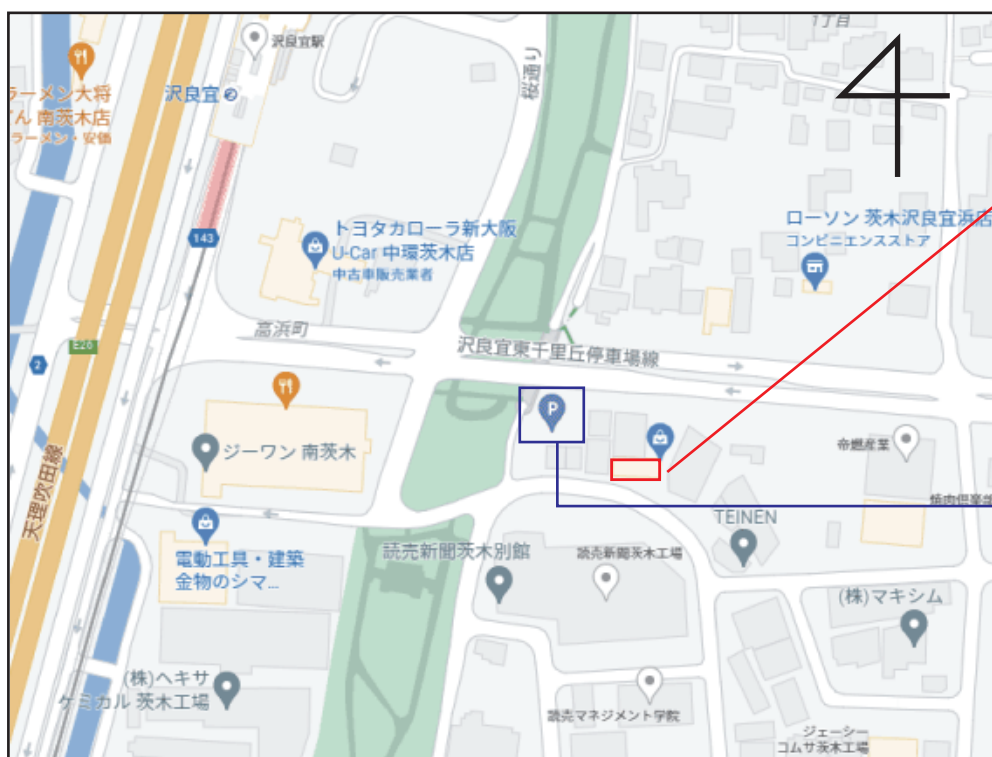 1丁目
沢良宜駅
沢良宜
ラーメン大将
どん 南茨木店
ラーメン・安価
桜通り
143
トヨタカローラ新大阪
U-Car 中環茨木店
中古車販売業者
ローソン 茨木沢良宜浜店
コンビニエンスストア
高浜町
沢良宜東千里丘停車場線
E26
2
P
ジーワン 南茨木
帝燃産業
焼肉倶楽部
天理吹田線
TEINEN
電動工具・建築
金物のシマ...
読売新聞茨木別館
読売新聞茨木工場
(株)マキシム
(株)ヘキサ
ケミカル 茨木工場
読売マネジメント学院
ジェーシー
コムサ茨木工場